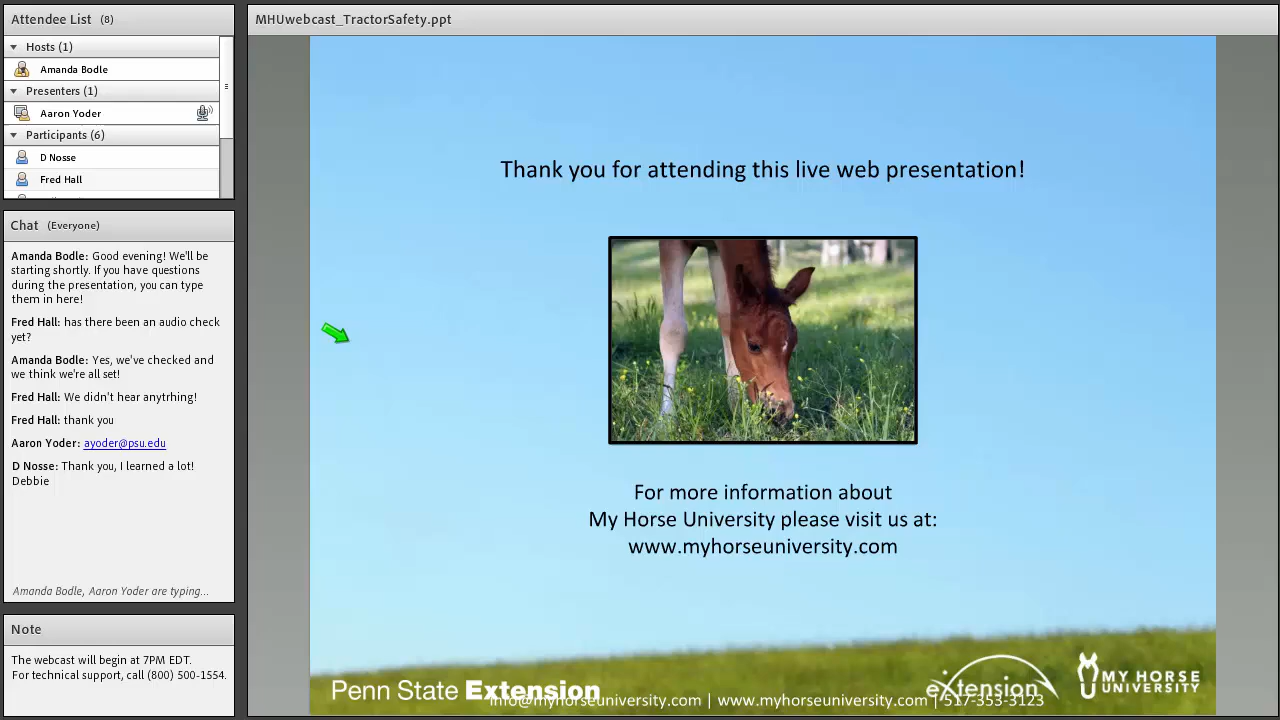 Attendee List (8)
Hosts (1)
Amanda Bodle
Presenters (1)
Aaron Yoder
Participants (6)
D Nosse
Fred Hall
Chat (Everyone)
Amanda Bodle: Good evening! We'll be
starting shortly. If you have questions
during the presentation, you can type
them in here!
Fred Hall: has there been an audio check
yet?
Amanda Bodle: Yes, we've checked and
we think we're all set!
Fred Hall: We didn't hear anytrhing!
Fred Hall: thank you
Aaron Yoder: ayoder@psu.edu
D Nosse: Thank you, I learned a lot!
Debbie
Amanda Bodle, Aaron Yoder are typing...
Note
The webcast will begin at 7PM EDT.
For technical support, call (800) 500-1554.
MHUwebcast_TractorSafety.ppt
Thank you for attending this live web presentation!
For more information about
My Horse University please visit us at:
www.myhorseuniversity.com
Penn State Extension
eXtension
MY HORSE
UNIVERSITY
info@myhorseuniversity.com | www.myhorseuniversity.com | 517-353-3123